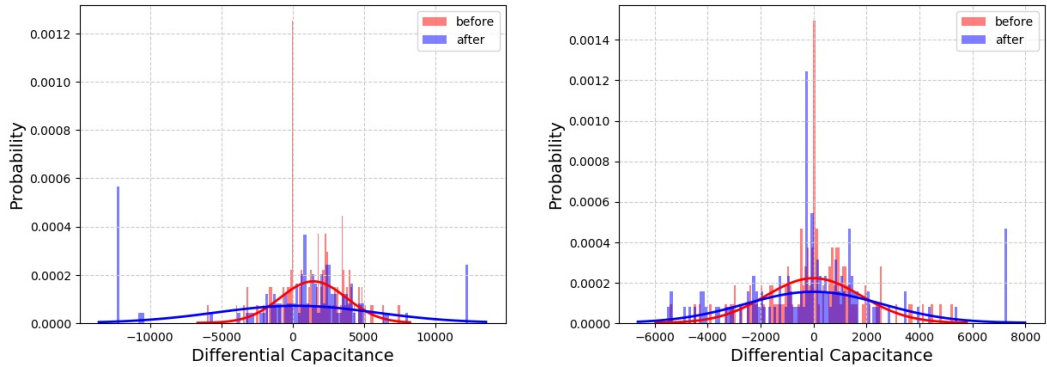 before
after
Probability
0.0012
0.0010
0.0008
0.0006
0.0004
0.0002
0.0000
−10000 −5000 0 5000 10000
Differential Capacitance
before
after
Probability
0.0014
0.0012
0.0010
0.0008
0.0006
0.0004
0.0002
0.0000
−6000 −4000 −2000 0 2000 4000 6000 8000
Differential Capacitance